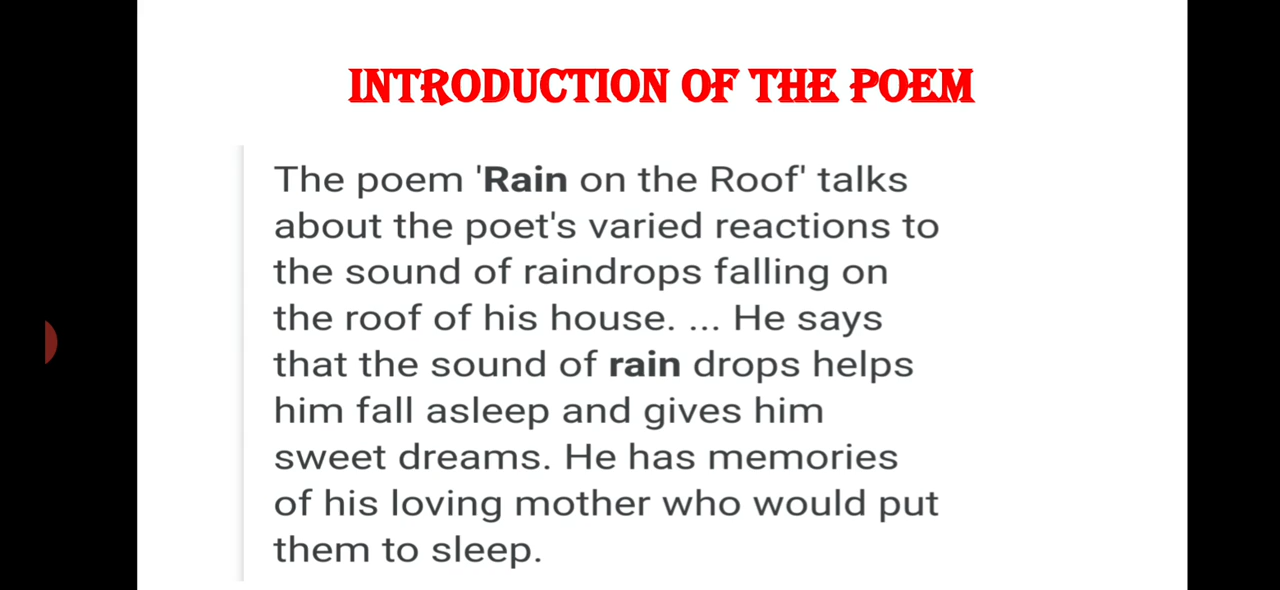 INTRODUCTION OF THE POEM
The poem 'Rain on the Roof' talks
about the poet's varied reactions to
the sound of raindrops falling on
the roof of his house. ... He says
that the sound of rain drops helps
him fall asleep and gives him
sweet dreams. He has memories
of his loving mother who would put
them to sleep.